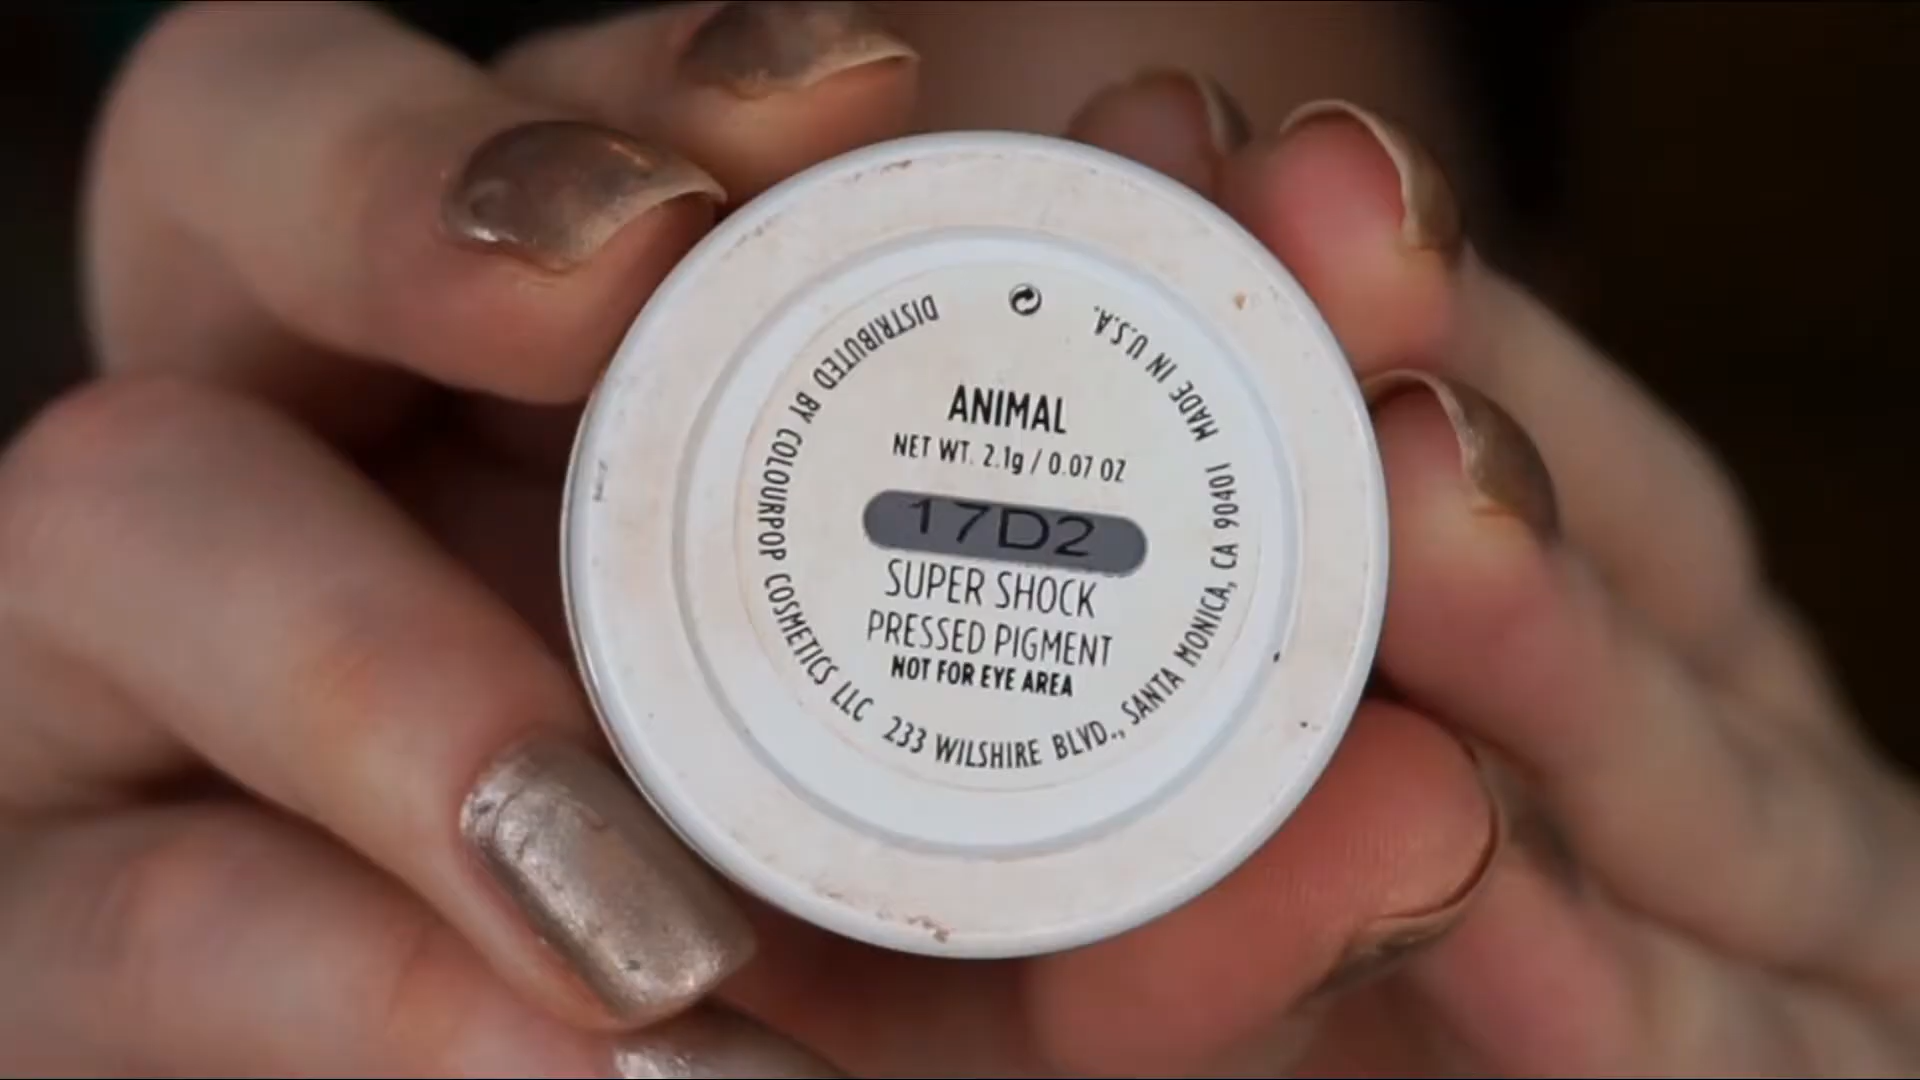 ANIMAL
NET WT. 2.1g / 0.07 OZ
17D2
SUPER SHOCK
PRESSED PIGMENT
NOT FOR EYE AREA
DISTRIBUTED BY COLOURPOP COSMETICS LLC 233 WILSHIRE BLVD., SANTA MONICA, CA 90401 MADE IN U.S.A.